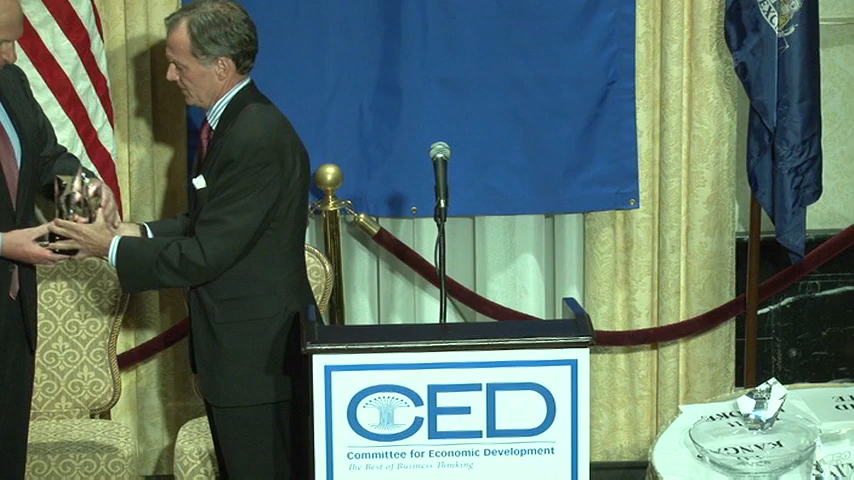 CED
Committee for Economic Development
The Best of Business Thinking